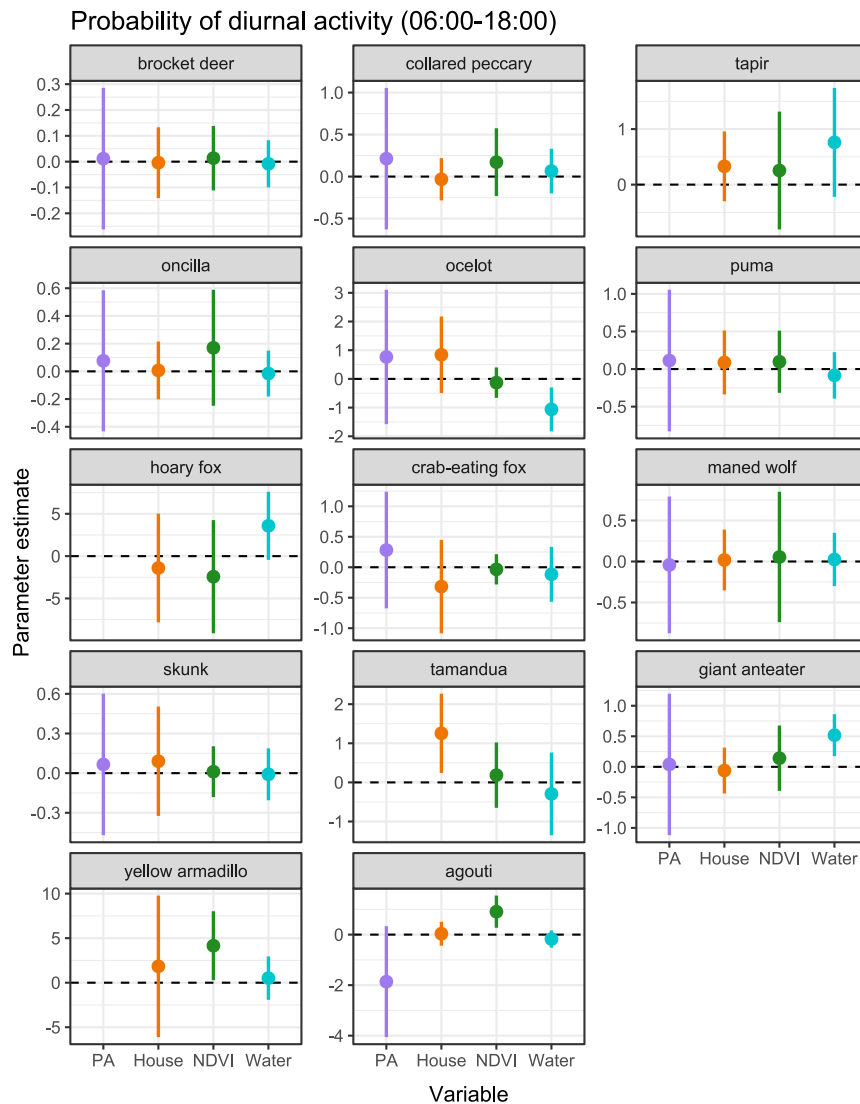 Probability of diurnal activity (06:00-18:00)
brocket deer
collared peccary
tapir
0.3
0.2
0.1
0.0
-0.1
-0.2
1.0
0.5
0.0
-0.5
1
0
oncilla
ocelot
puma
0.6
0.4
0.2
0.0
-0.2
-0.4
3
2
1
0
-1
-2
1.0
0.5
0.0
-0.5
hoary fox
crab-eating fox
maned wolf
5
0
-5
1.0
0.5
0.0
-0.5
-1.0
0.5
0.0
-0.5
skunk
tamandua
giant anteater
0.6
0.3
0.0
-0.3
2
1
0
-1
1.0
0.5
0.0
-0.5
-1.0
PA House NDVI Water
yellow armadillo
agouti
10
5
0
-5
0
-2
-4
PA House NDVI Water
PA House NDVI Water
Parameter estimate
Variable